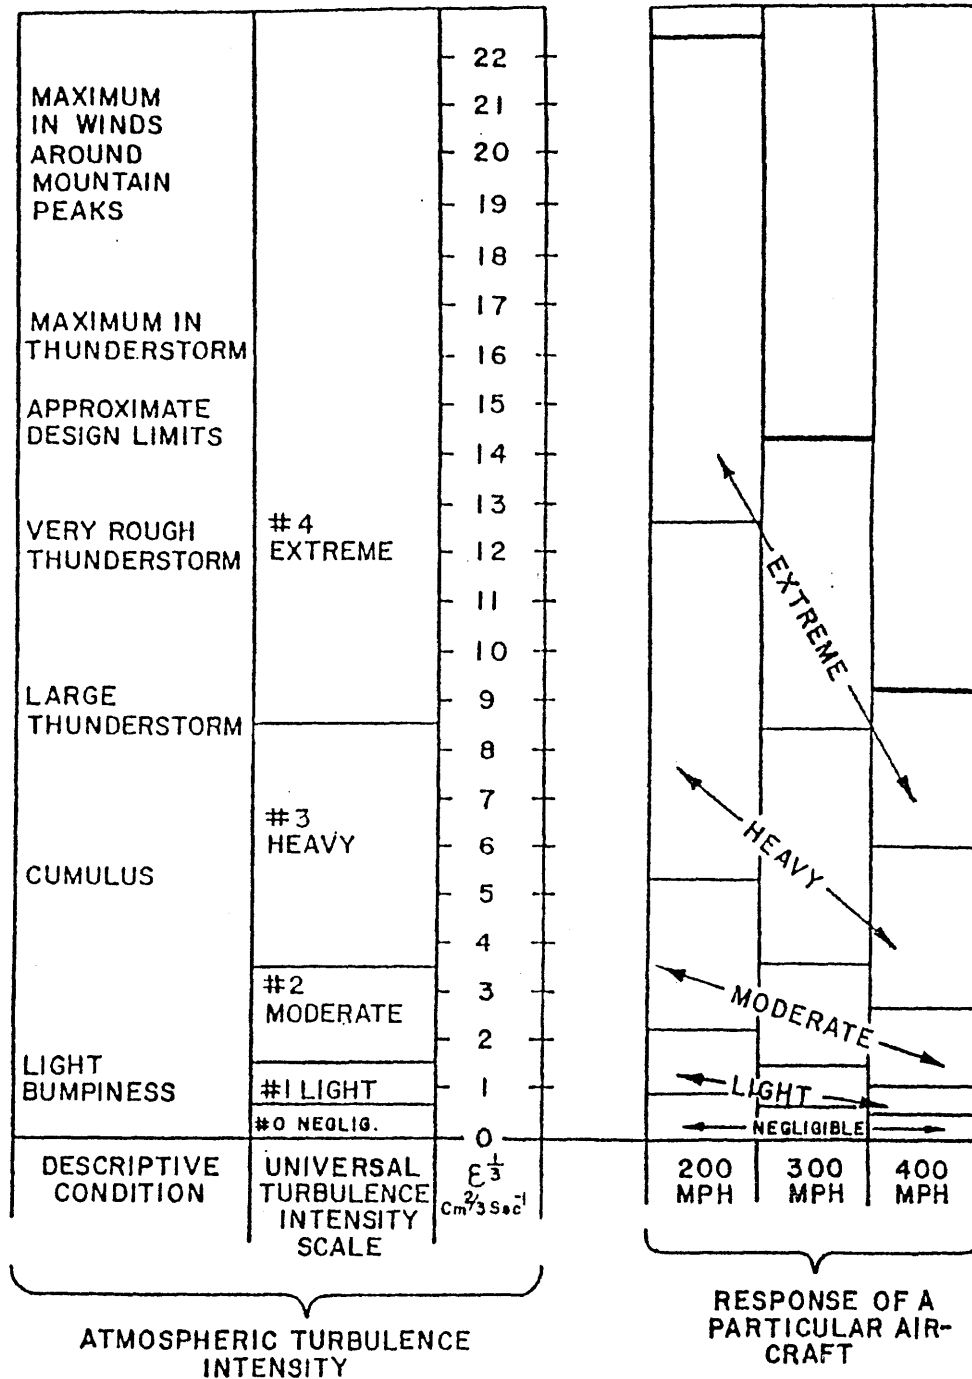 MAXIMUM
IN WINDS
AROUND
MOUNTAIN
PEAKS
MAXIMUM IN
THUNDERSTORM
APPROXIMATE
DESIGN LIMITS
VERY ROUGH
THUNDERSTORM
LARGE
THUNDERSTORM
CUMULUS
LIGHT
BUMPINESS
DESCRIPTIVE
CONDITION
#4
EXTREME
#3
HEAVY
#2
MODERATE
#1 LIGHT
#0 NEGLIG.
UNIVERSAL
TURBULENCE
INTENSITY
SCALE
22
21
20
19
18
17
16
15
14
13
12
11
10
9
8
7
6
5
4
3
2
1
0
ε^1/3
Cm^2/3 Sec^-1
ATMOSPHERIC TURBULENCE
INTENSITY
EXTREME
HEAVY
MODERATE
LIGHT
NEGLIGIBLE
200
MPH
300
MPH
400
MPH
RESPONSE OF A
PARTICULAR AIR-
CRAFT